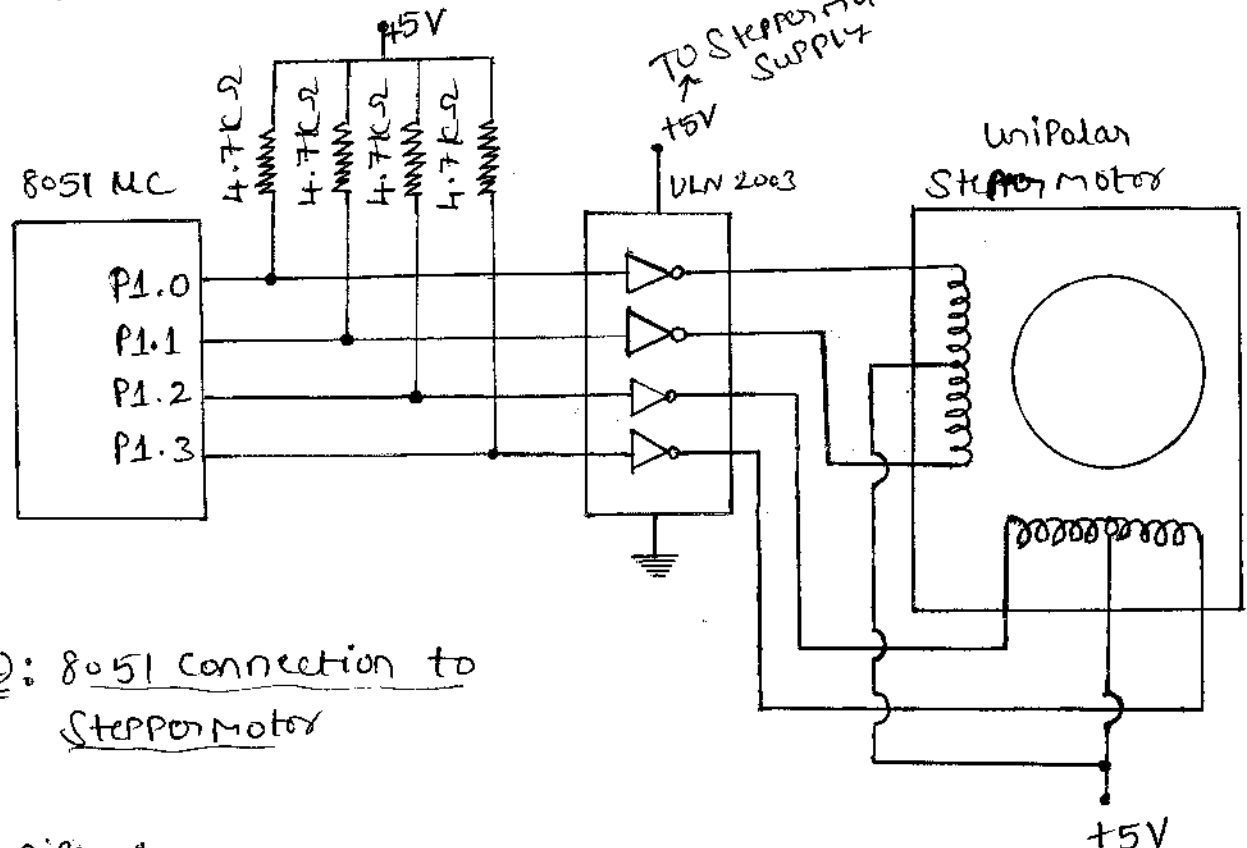 +5V
TO Stepper
SUPPLY
+5V
4.7KΩ
4.7KΩ
4.7KΩ
4.7KΩ
8051 MC
ULN 2003
UniPolar
Stepper motor
P1.0
P1.1
P1.2
P1.3
: 8051 Connection to
Stepper Motor
+5V